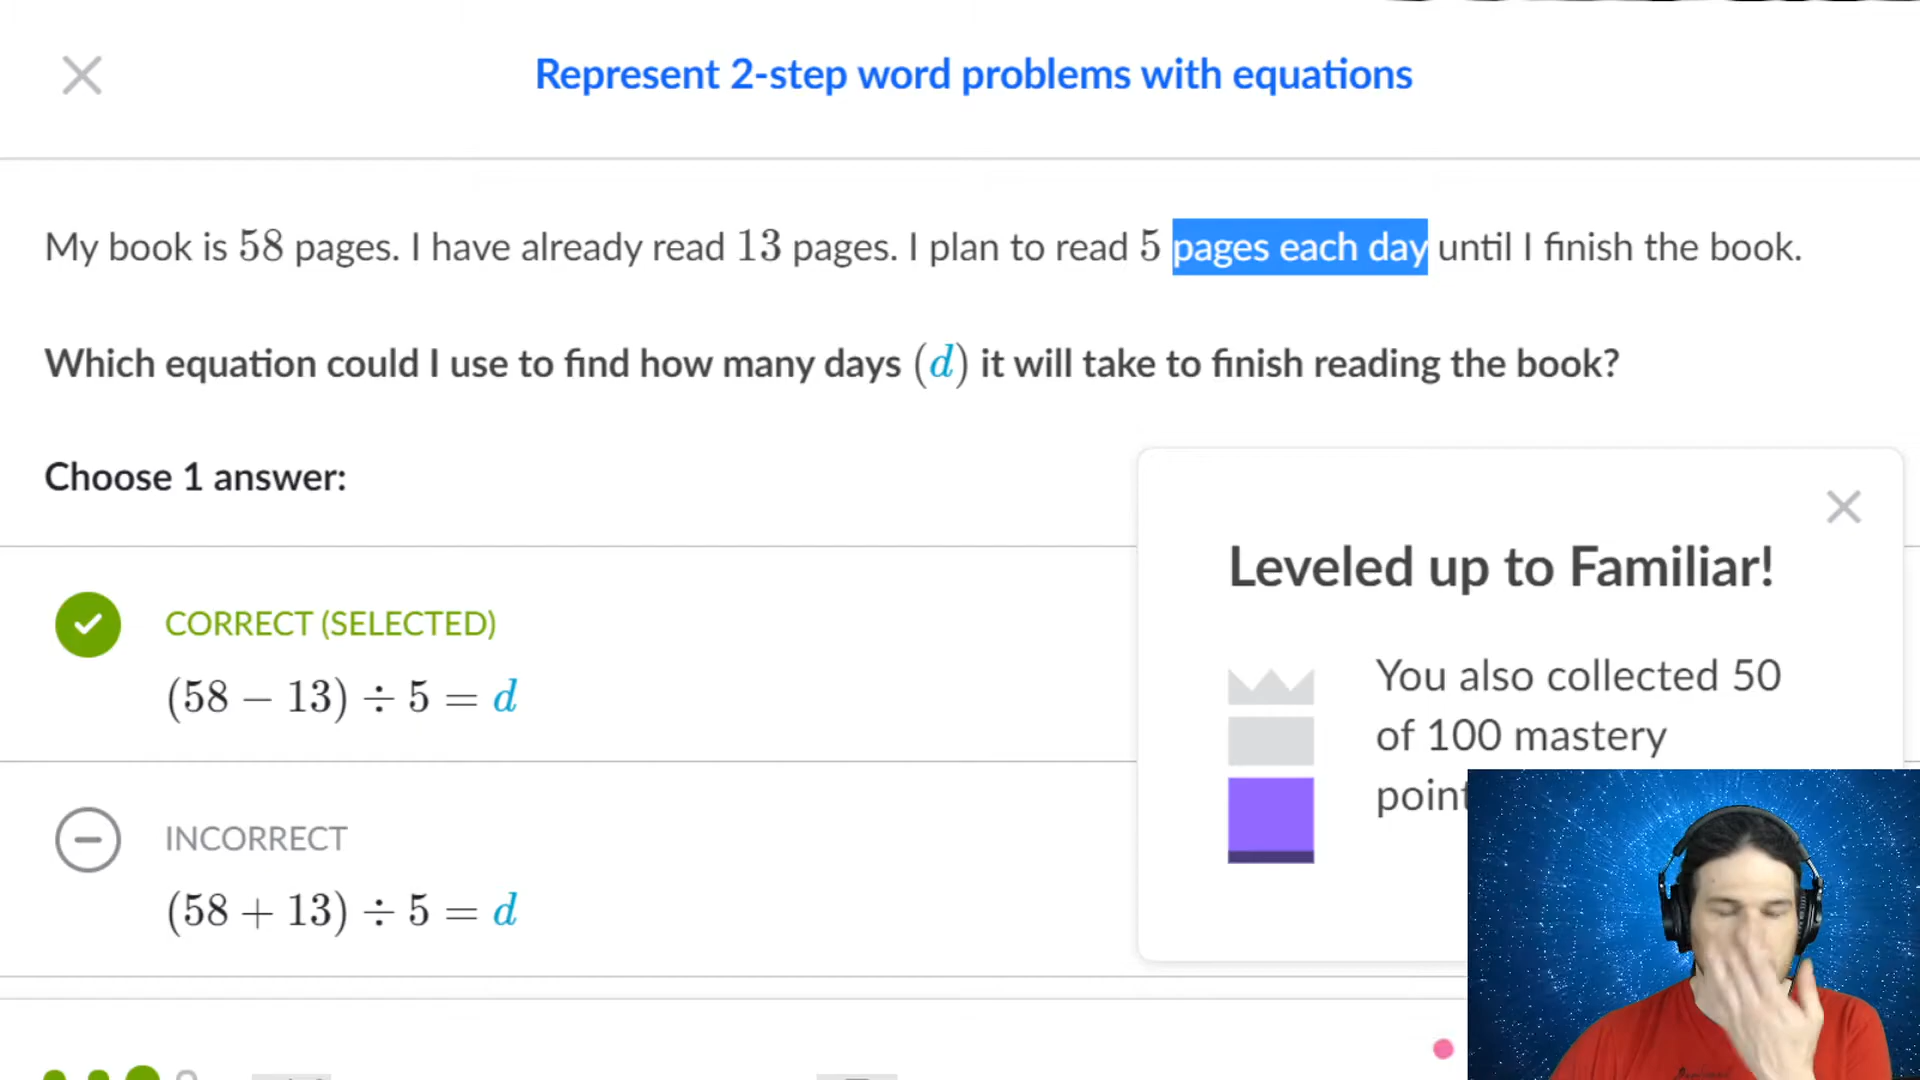 Represent 2-step word problems with equations
My book is 58 pages. I have already read 13 pages. I plan to read 5 pages each day until I finish the book.
Which equation could I use to find how many days (d) it will take to finish reading the book?
Choose 1 answer:
CORRECT (SELECTED)
(58 − 13) ÷ 5 = d
INCORRECT
(58 + 13) ÷ 5 = d
Leveled up to Familiar!
You also collected 50
of 100 mastery